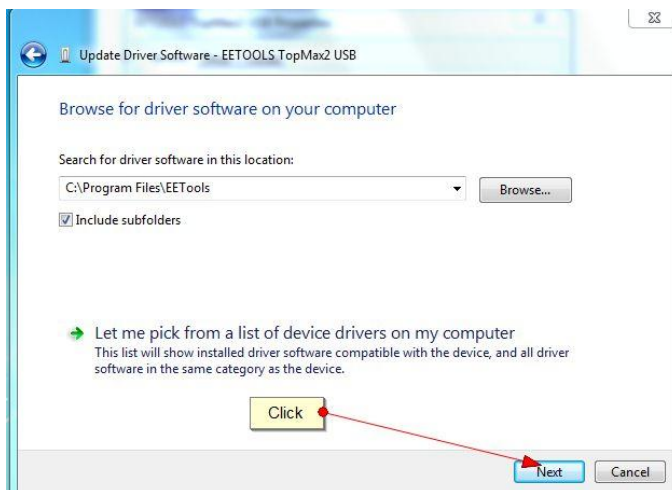 Update Driver Software - EETOOLS TopMax2 USB
Browse for driver software on your computer
Search for driver software in this location:
C:\Program Files\EETools
Browse...
Include subfolders
Let me pick from a list of device drivers on my computer
This list will show installed driver software compatible with the device, and all driver
software in the same category as the device.
Click
Next Cancel